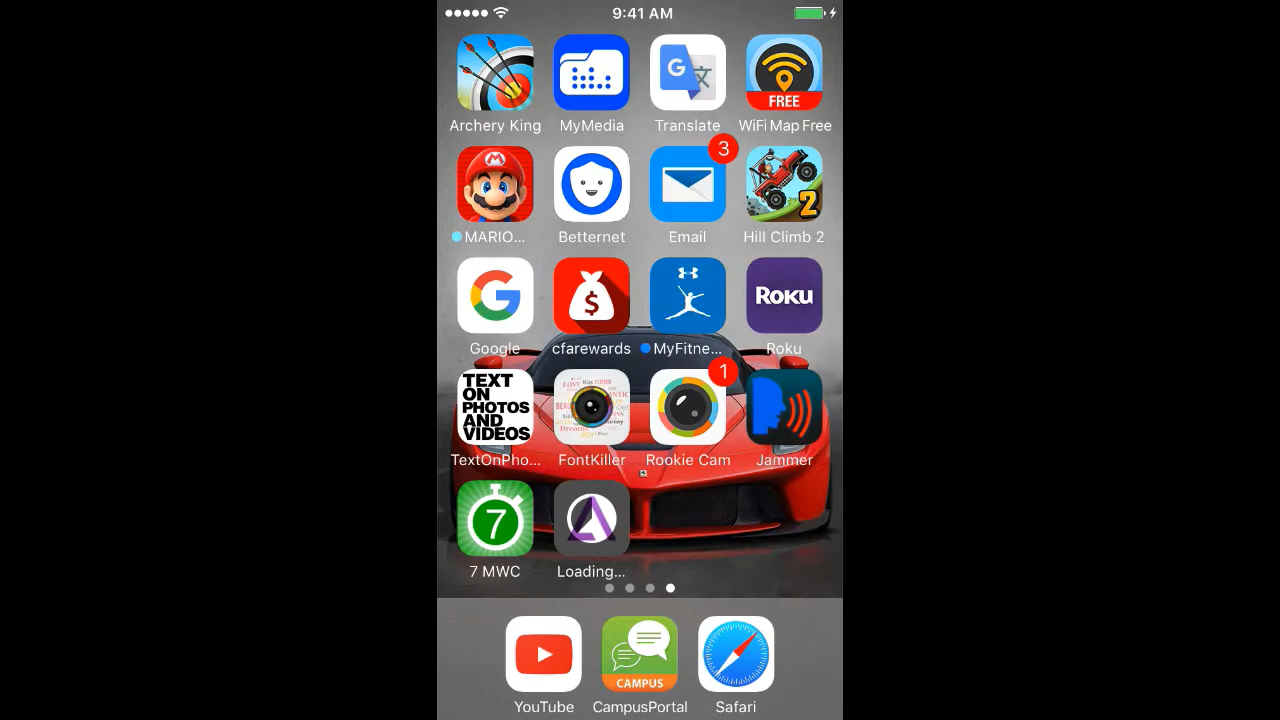 9:41 AM
FREE
Archery King MyMedia Translate WiFi Map Free
3
2
MARIO... Betternet Email Hill Climb 2
$ ROKU
Google cfarewards MyFitne... Roku
1
TEXT
ON
PHOTOS
AND
VIDEOS
TextOnPho... FontKiller Rookie Cam Jammer
7
7 MWC Loading...
CAMPUS
YouTube CampusPortal Safari